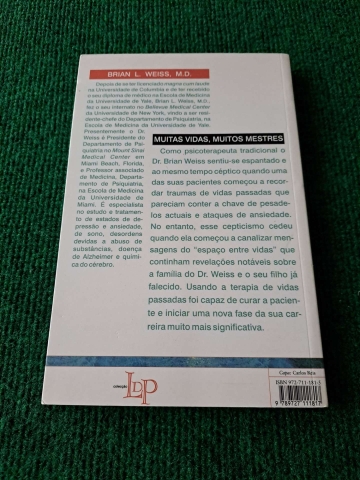 BRIAN L. WEISS, M.D.
Depois de se ter licenciado magna cum laude
na Universidade de Columbia e de ter recebido
o seu diploma de médico na Escola de Medicina
da Universidade de Yale, Brian L. Weiss, M.D.,
fez o seu internato no Bellevue Medical Center
da Universidade de New York, vindo a ser resi-
dente-chefe do Departamento de Psiquiatria, na
Escola de Medicina da Universidade de Yale.
Presentemente o Dr.
Weiss é Presidente do
Departamento de Psi-
quiatria no Mount Sinai
Medical Center em
Miami Beach, Florida,
e Professor associado
de Medicina, Departa-
mento de Psiquiatria,
na Escola de Medicina
da Universidade de
Miami. É especialista
no estudo e tratamen-
to de estados de de-
pressão e ansiedade,
de sono, desordens
devidas a abuso de
substâncias, doença
de Alzheimer e quími-
ca do cérebro.
MUITAS VIDAS, MUITOS MESTRES
Como psicoterapeuta tradicional o
Dr. Brian Weiss sentiu-se espantado e
ao mesmo tempo céptico quando uma
das suas pacientes começou a recor-
dar traumas de vidas passadas que
pareciam conter a chave de pesade-
los actuais e ataques de ansiedade.
No entanto, esse cepticismo cedeu
quando ela começou a canalizar men-
sagens do "espaço entre vidas" que
continham revelações notáveis sobre
a família do Dr. Weiss e o seu filho já
falecido. Usando a terapia de vidas
passadas foi capaz de curar a pacien-
te e iniciar uma nova fase da sua car-
reira muito mais significativa.
colecção
LDP
Capa: Carlos Reis
ISBN 972-711-181-5
9 789727 111817